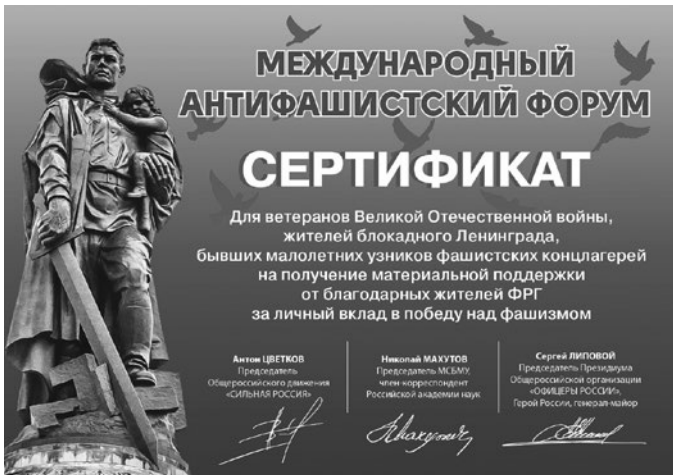 МЕЖДУНАРОДНЫЙ
АНТИФАШИСТСКИЙ ФОРУМ
СЕРТИФИКАТ
Для ветеранов Великой Отечественной войны,
жителей блокадного Ленинграда,
бывших малолетних узников фашистских концлагерей
на получение материальной поддержки
от благодарных жителей ФРГ
за личный вклад в победу над фашизмом
Антон ЦВЕТКОВ
Председатель
Общероссийского движения
«СИЛЬНАЯ РОССИЯ»
Николай МАХУТОВ
Председатель МСБМУ,
член-корреспондент
Российской академии наук
Сергей ЛИПОВОЙ
Председатель Президиума
Общероссийской организации
«ОФИЦЕРЫ РОССИИ»,
Герой России, генерал-майор